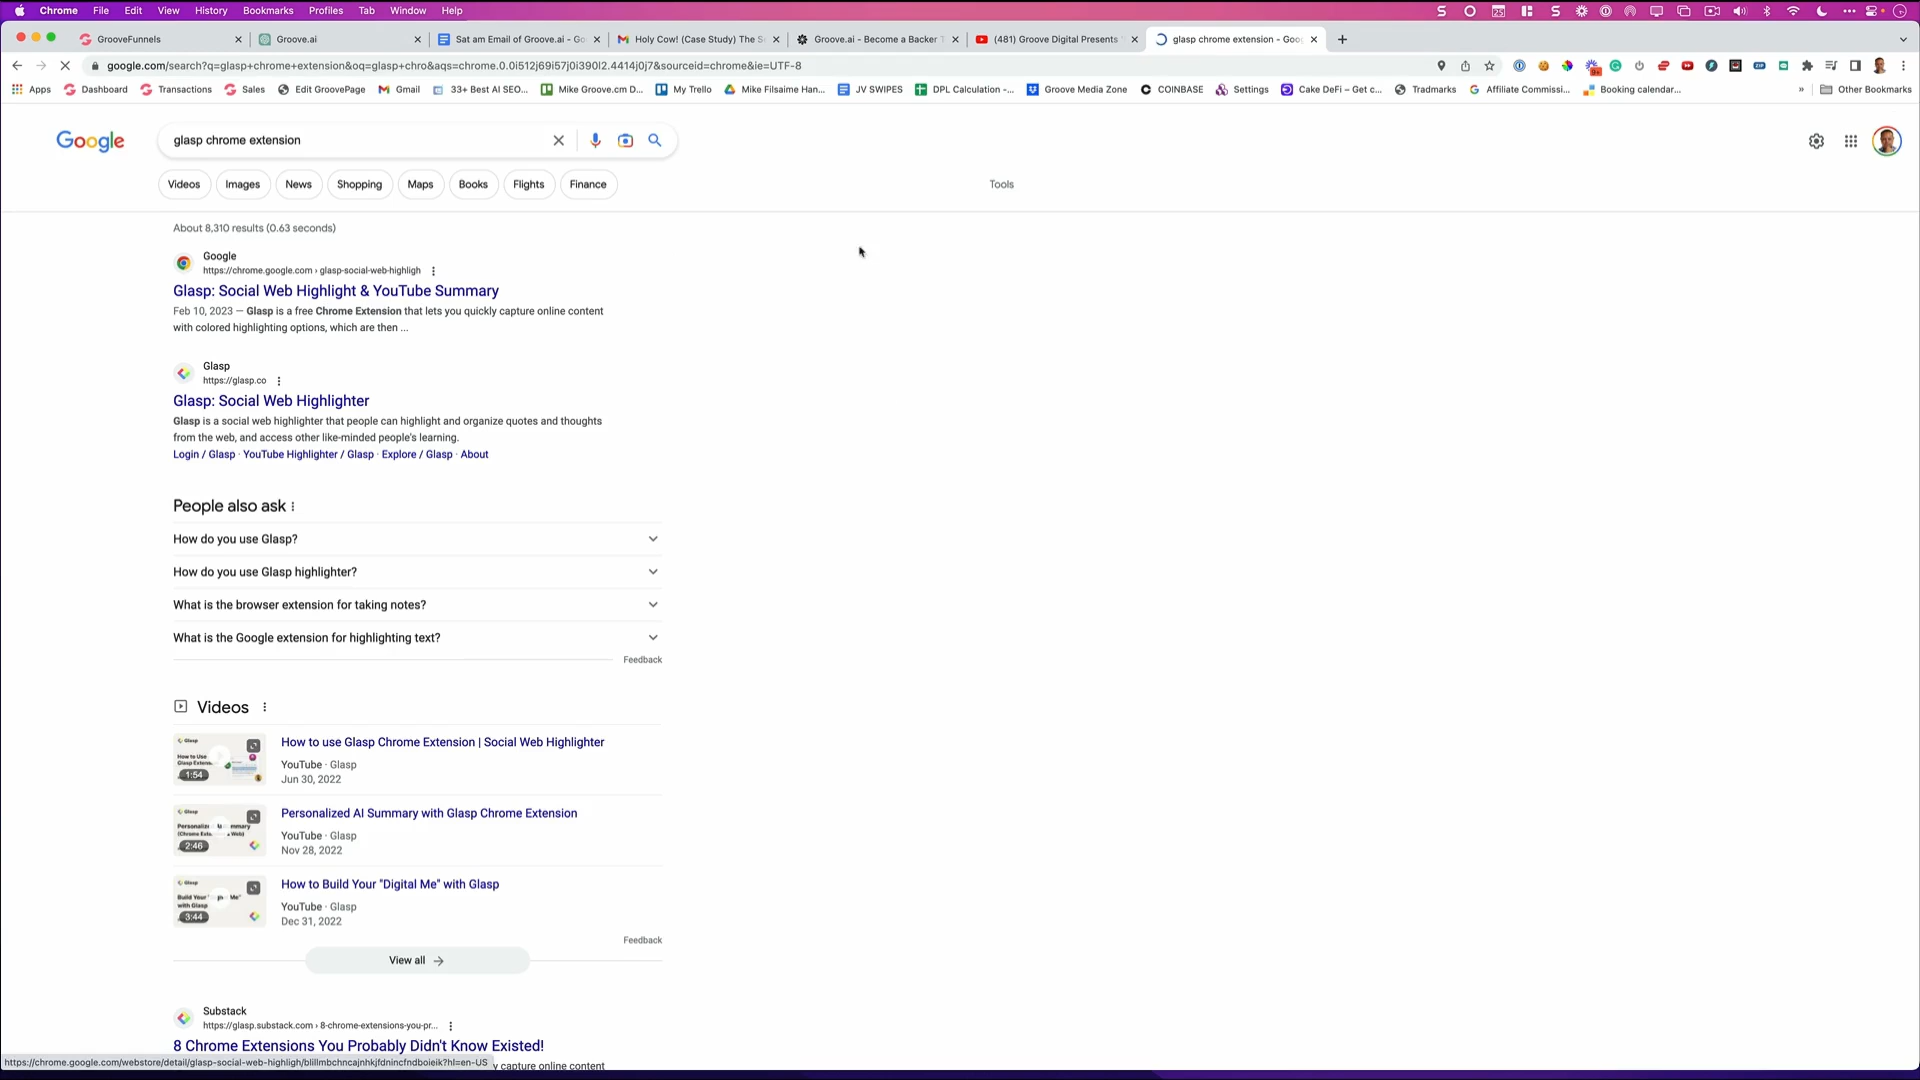 Chrome File Edit View History Bookmarks Profiles Tab Window Help
GrooveFunnels
Groove.ai
Sat am Email of Groove.ai - Go
Holy Cow! (Case Study) The S
Groove.ai - Become a Backer
(481) Groove Digital Presents
glasp chrome extension - Goo
google.com/search?q=glasp+chrome+extension&oq=glasp+chro&aqs=chrome.0.0i512j69i57j0i390l2.4414j0j7&sourceid=chrome&ie=UTF-8
Apps Dashboard Transactions Sales Edit GroovePage Gmail 33+ Best AI SEO... Mike Groove.cm D... My Trello Mike Filsaime Han... JV SWIPES DPL Calculation -... Groove Media Zone COINBASE Settings Cake DeFi – Get c... Tradmarks Affiliate Commissi... Booking calendar... » Other Bookmarks
Google
glasp chrome extension
Videos Images News Shopping Maps Books Flights Finance Tools
About 8,310 results (0.63 seconds)
Google
https://chrome.google.com › glasp-social-web-highligh
Glasp: Social Web Highlight & YouTube Summary
Feb 10, 2023 — Glasp is a free Chrome Extension that lets you quickly capture online content
with colored highlighting options, which are then ...
Glasp
https://glasp.co
Glasp: Social Web Highlighter
Glasp is a social web highlighter that people can highlight and organize quotes and thoughts
from the web, and access other like-minded people's learning.
Login / Glasp · YouTube Highlighter / Glasp · Explore / Glasp · About
People also ask
How do you use Glasp?
How do you use Glasp highlighter?
What is the browser extension for taking notes?
What is the Google extension for highlighting text?
Feedback
Videos
How to use Glasp Chrome Extension | Social Web Highlighter
YouTube · Glasp
Jun 30, 2022
1:54
Personalized AI Summary with Glasp Chrome Extension
YouTube · Glasp
Nov 28, 2022
2:46
How to Build Your "Digital Me" with Glasp
YouTube · Glasp
Dec 31, 2022
3:44
Feedback
View all
Substack
https://glasp.substack.com › 8-chrome-extensions-you-pr...
8 Chrome Extensions You Probably Didn't Know Existed!
https://chrome.google.com/webstore/detail/glasp-social-web-highligh/blillmbchncajnhkjfdnincfndboieik?hl=en-US
y capture online content